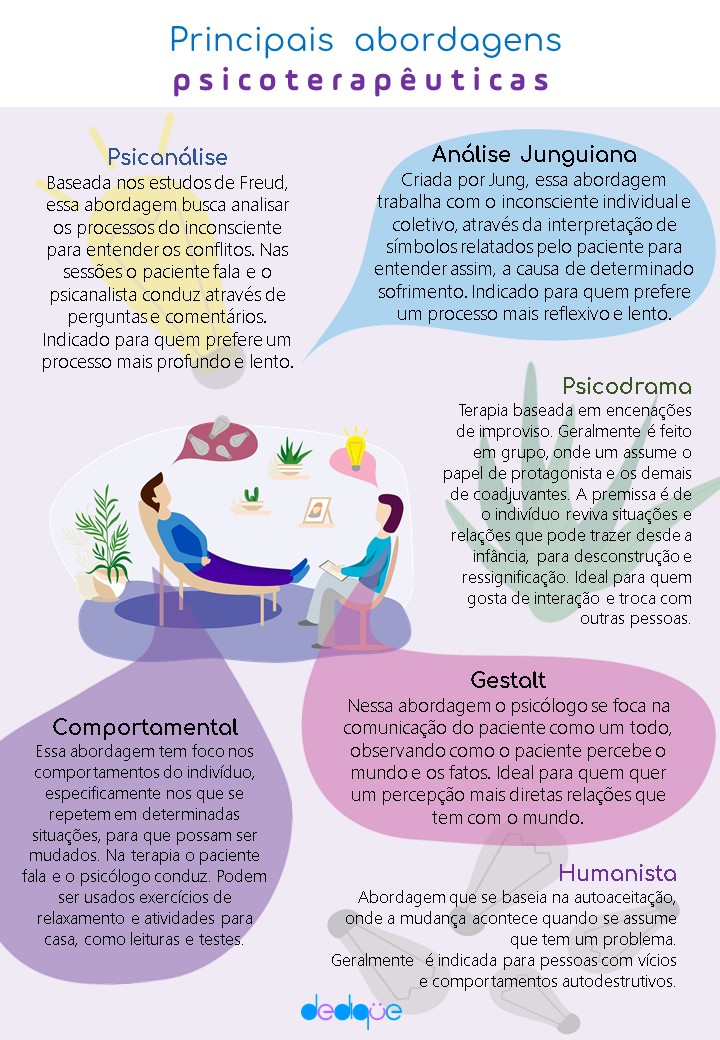 Principais abordagens
psicoterapêuticas
Psicanálise
Baseada nos estudos de Freud,
essa abordagem busca analisar
os processos do inconsciente
para entender os conflitos. Nas
sessões o paciente fala e o
psicanalista conduz através de
perguntas e comentários.
Indicado para quem prefere um
processo mais profundo e lento.
Análise Junguiana
Criada por Jung, essa abordagem
trabalha com o inconsciente individual e
coletivo, através da interpretação de
símbolos relatados pelo paciente para
entender assim, a causa de determinado
sofrimento. Indicado para quem prefere
um processo mais reflexivo e lento.
Psicodrama
Terapia baseada em encenações
de improviso. Geralmente é feito
em grupo, onde um assume o
papel de protagonista e os demais
de coadjuvantes. A premissa é de
o indivíduo reviva situações e
relações que pode trazer desde a
infância, para desconstrução e
ressignificação. Ideal para quem
gosta de interação e troca com
outras pessoas.
Gestalt
Nessa abordagem o psicólogo se foca na
comunicação do paciente como um todo,
observando como o paciente percebe o
mundo e os fatos. Ideal para quem quer
um percepção mais diretas relações que
tem com o mundo.
Comportamental
Essa abordagem tem foco nos
comportamentos do indivíduo,
especificamente nos que se
repetem em determinadas
situações, para que possam ser
mudados. Na terapia o paciente
fala e o psicólogo conduz. Podem
ser usados exercícios de
relaxamento e atividades para
casa, como leituras e testes.
Humanista
Abordagem que se baseia na autoaceitação,
onde a mudança acontece quando se assume
que tem um problema.
Geralmente é indicada para pessoas com vícios
e comportamentos autodestrutivos.
dediqüe